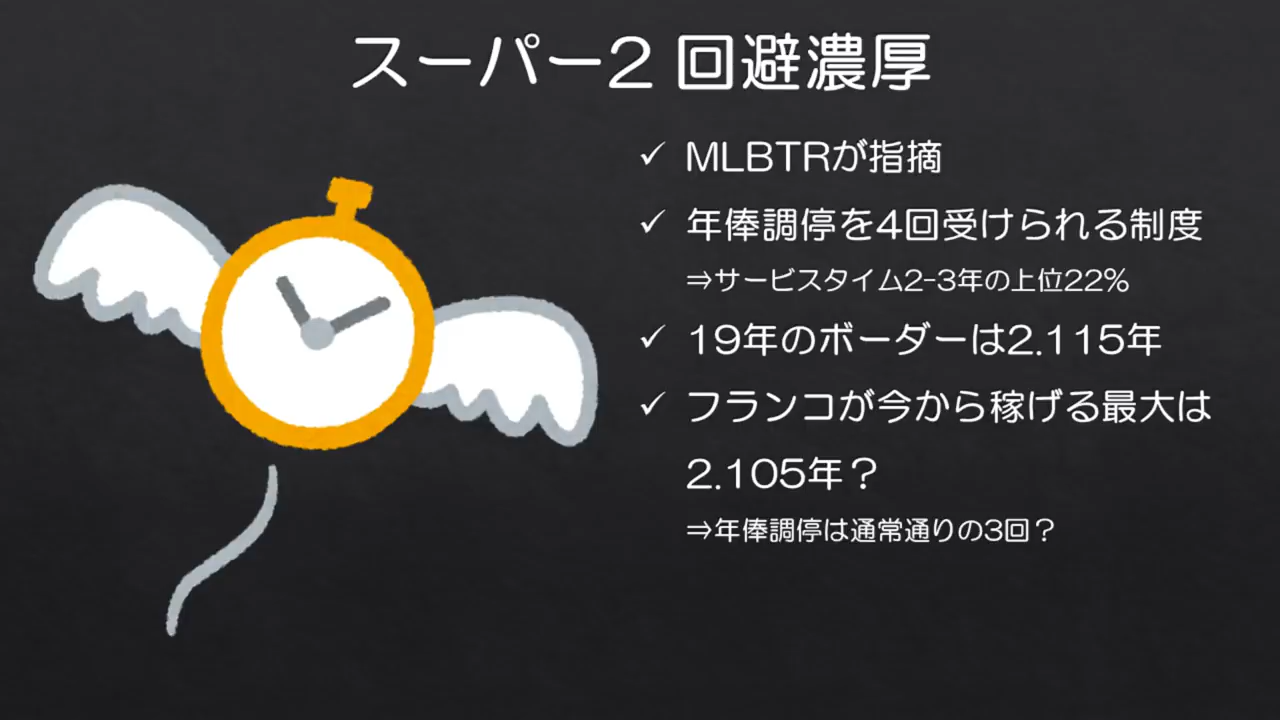 スーパー2 回避濃厚
✓ MLBTRが指摘
✓ 年俸調停を4回受けられる制度
⇒サービスタイム2-3年の上位22%
✓ 19年のボーダーは2.115年
✓ フランコが今から稼げる最大は
2.105年？
⇒年俸調停は通常通りの3回？